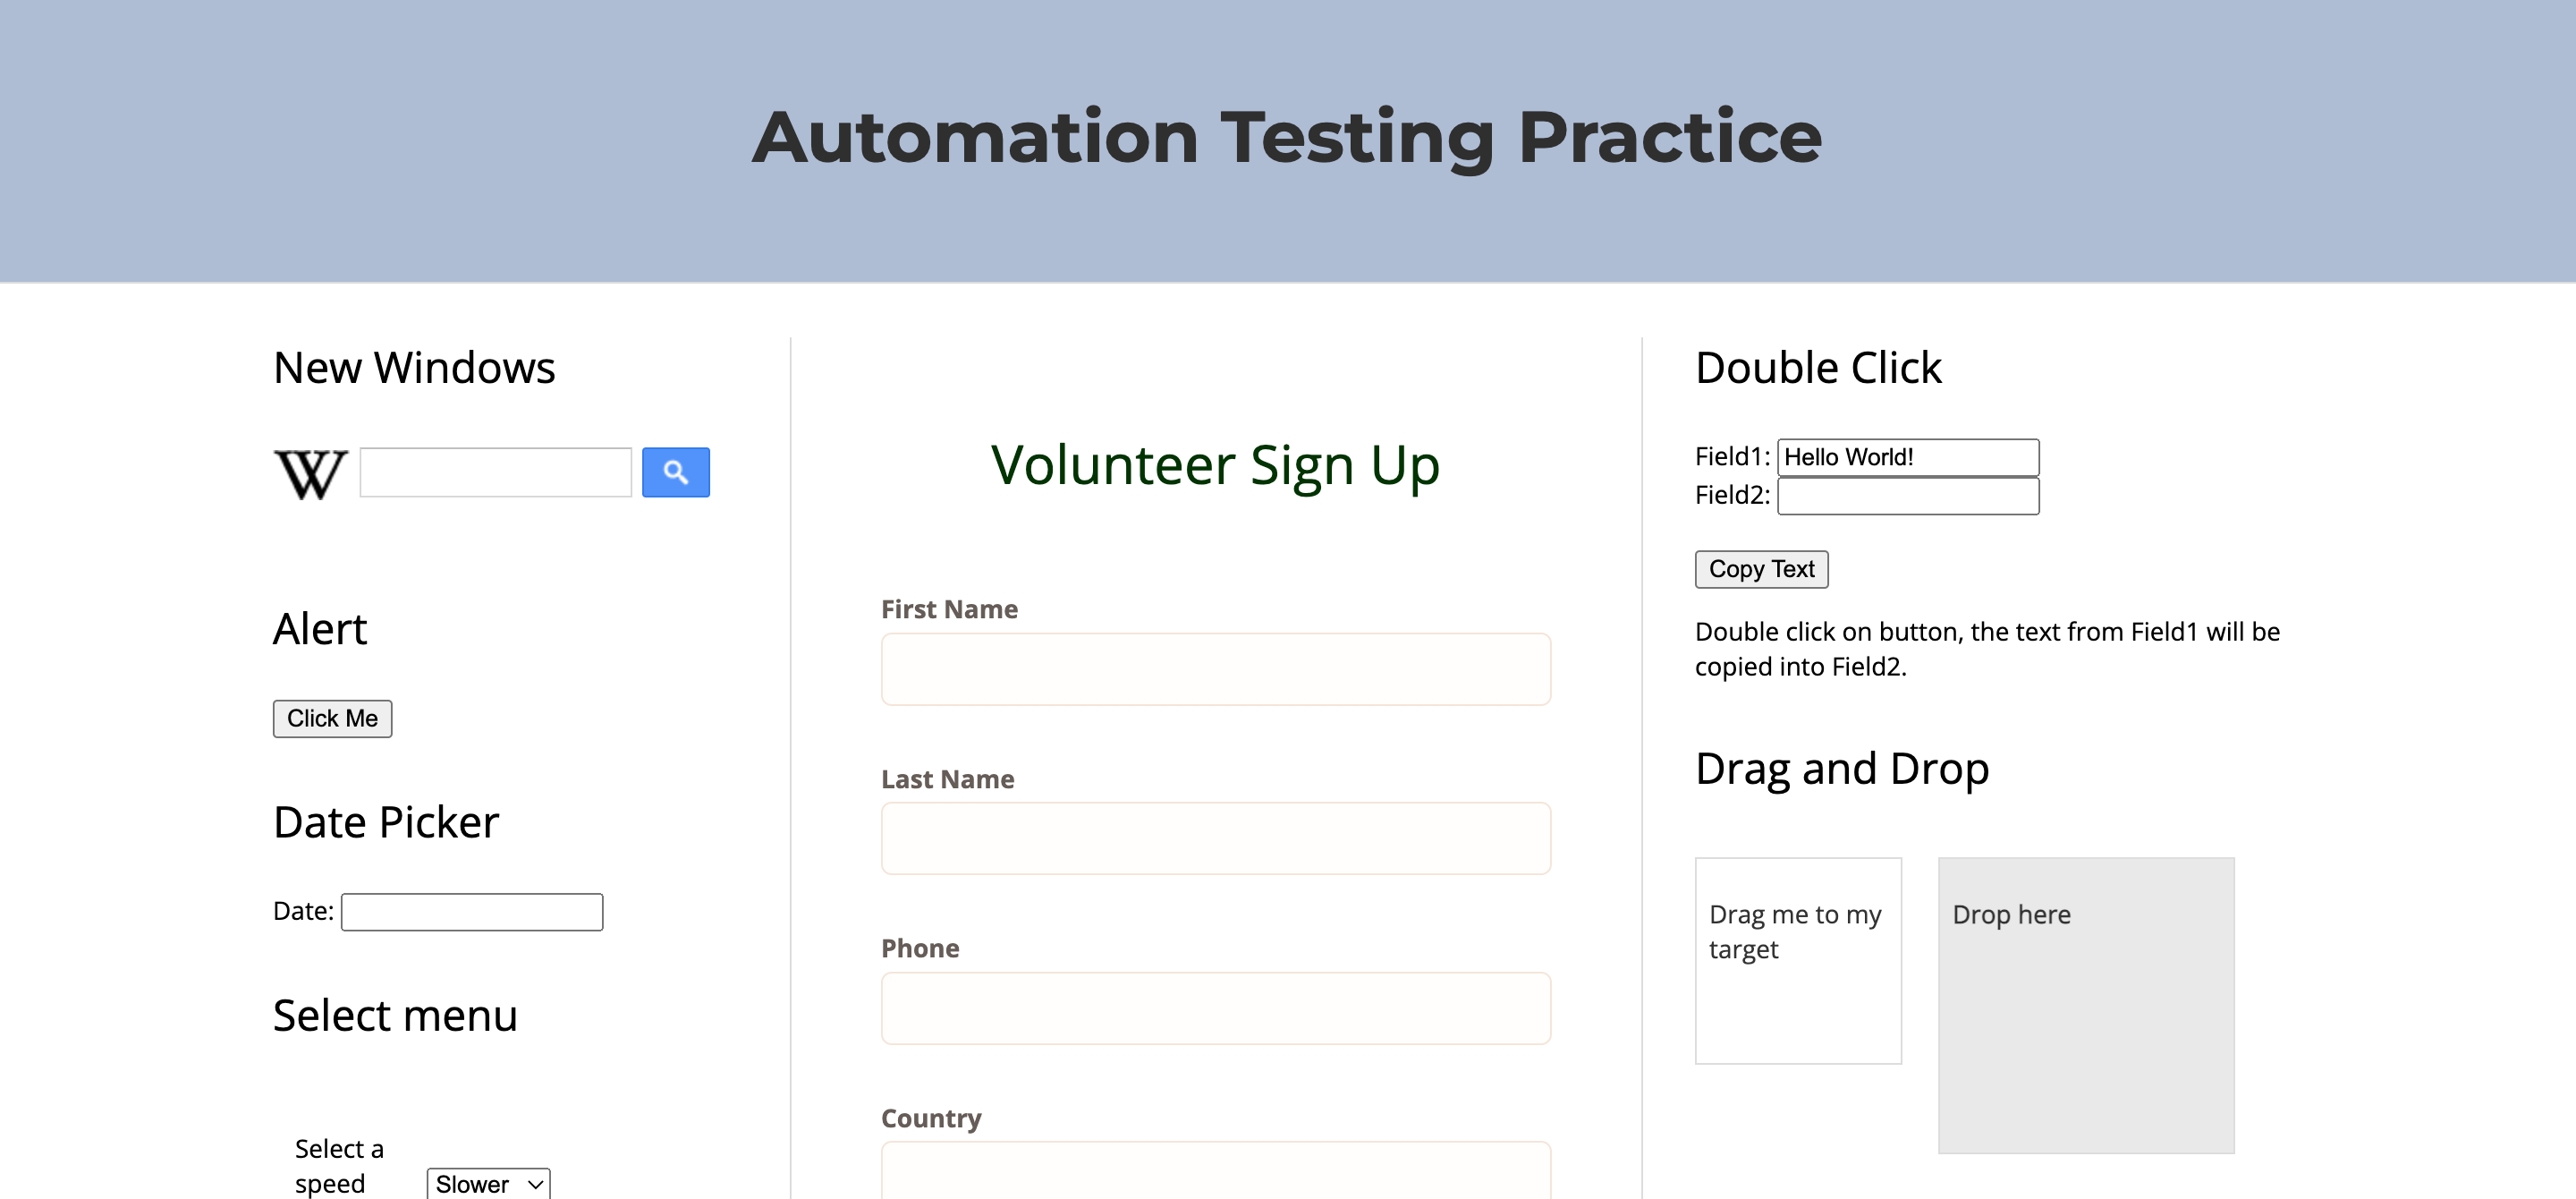 Automation Testing Practice
New Windows
W
Alert
Click Me
Date Picker
Date:
Select menu
Select a
speed
Slower
Volunteer Sign Up
First Name
Last Name
Phone
Country
Double Click
Field1: Hello World!
Field2:
Copy Text
Double click on button, the text from Field1 will be
copied into Field2.
Drag and Drop
Drag me to my
target
Drop here